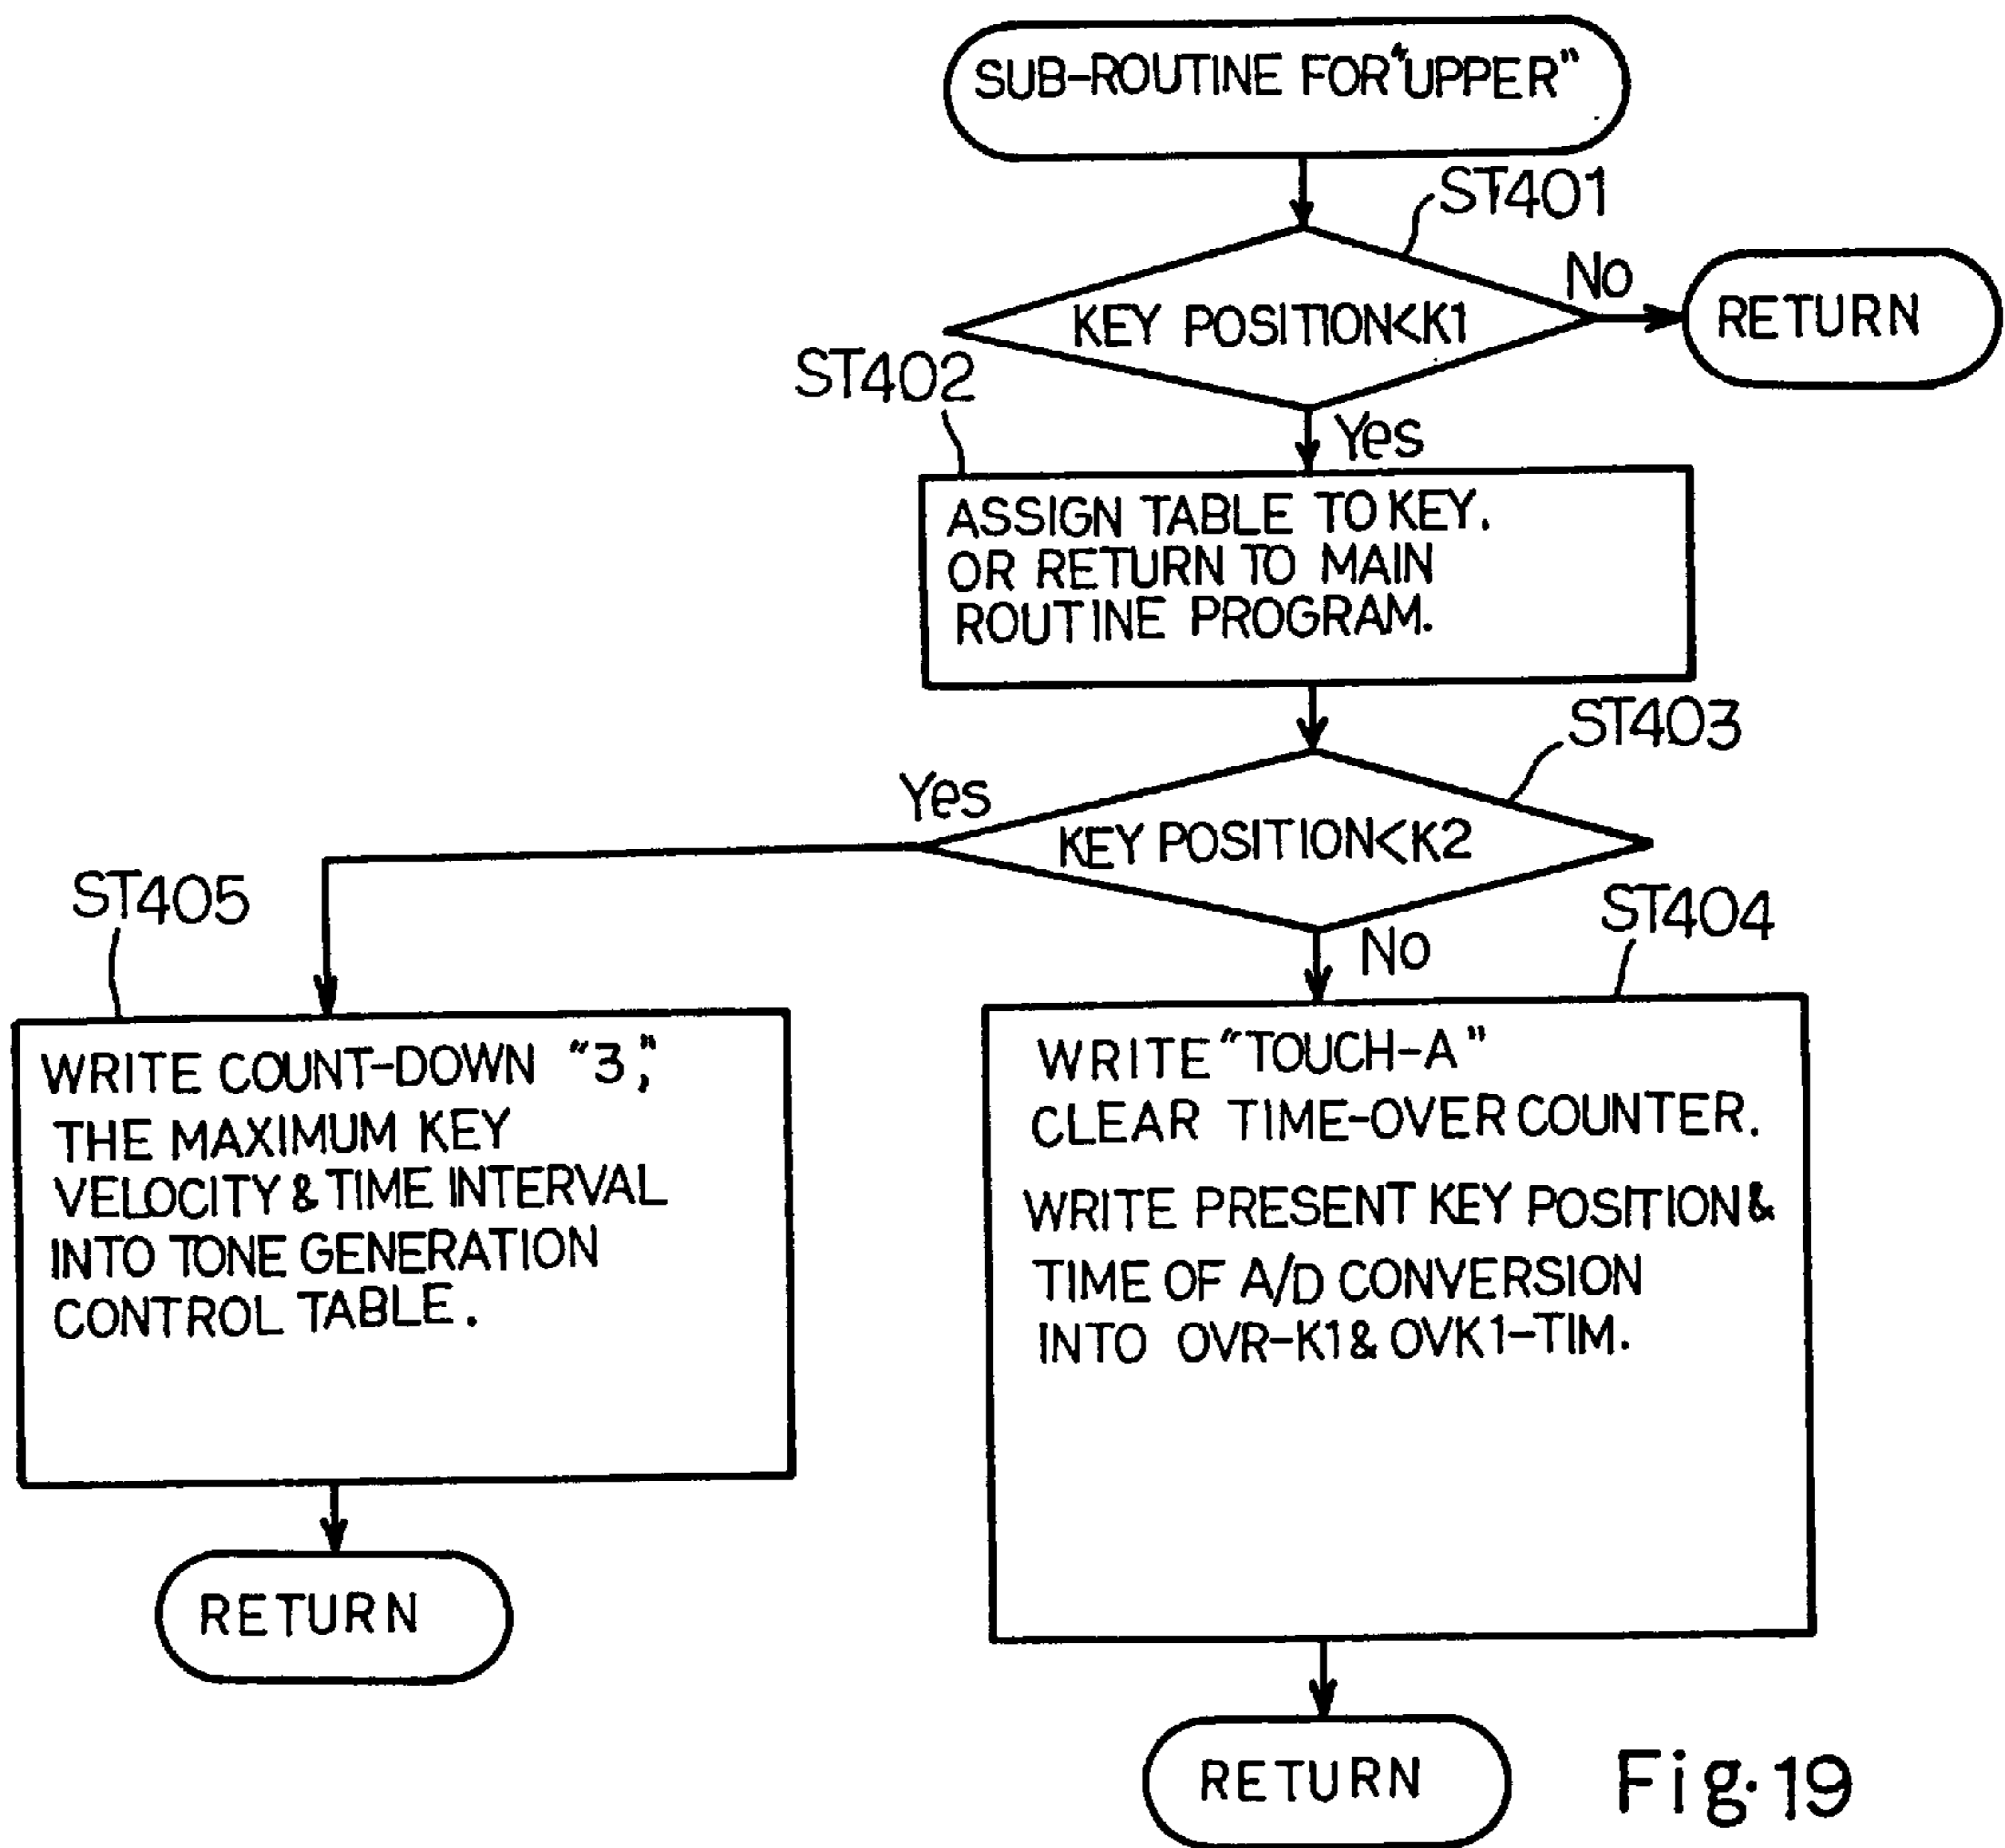 SUB-ROUTINE FOR "UPPER"
ST401
KEY POSITION<K1
No
RETURN
ST402
Yes
ASSIGN TABLE TO KEY.
OR RETURN TO MAIN
ROUTINE PROGRAM.
ST403
Yes
KEY POSITION<K2
ST405
ST404
No
WRITE COUNT-DOWN "3,"
THE MAXIMUM KEY
VELOCITY & TIME INTERVAL
INTO TONE GENERATION
CONTROL TABLE.
RETURN
WRITE "TOUCH-A"
CLEAR TIME-OVER COUNTER.
WRITE PRESENT KEY POSITION &
TIME OF A/D CONVERSION
INTO OVR-K1 & OVK1-TIM.
RETURN
Fig.19